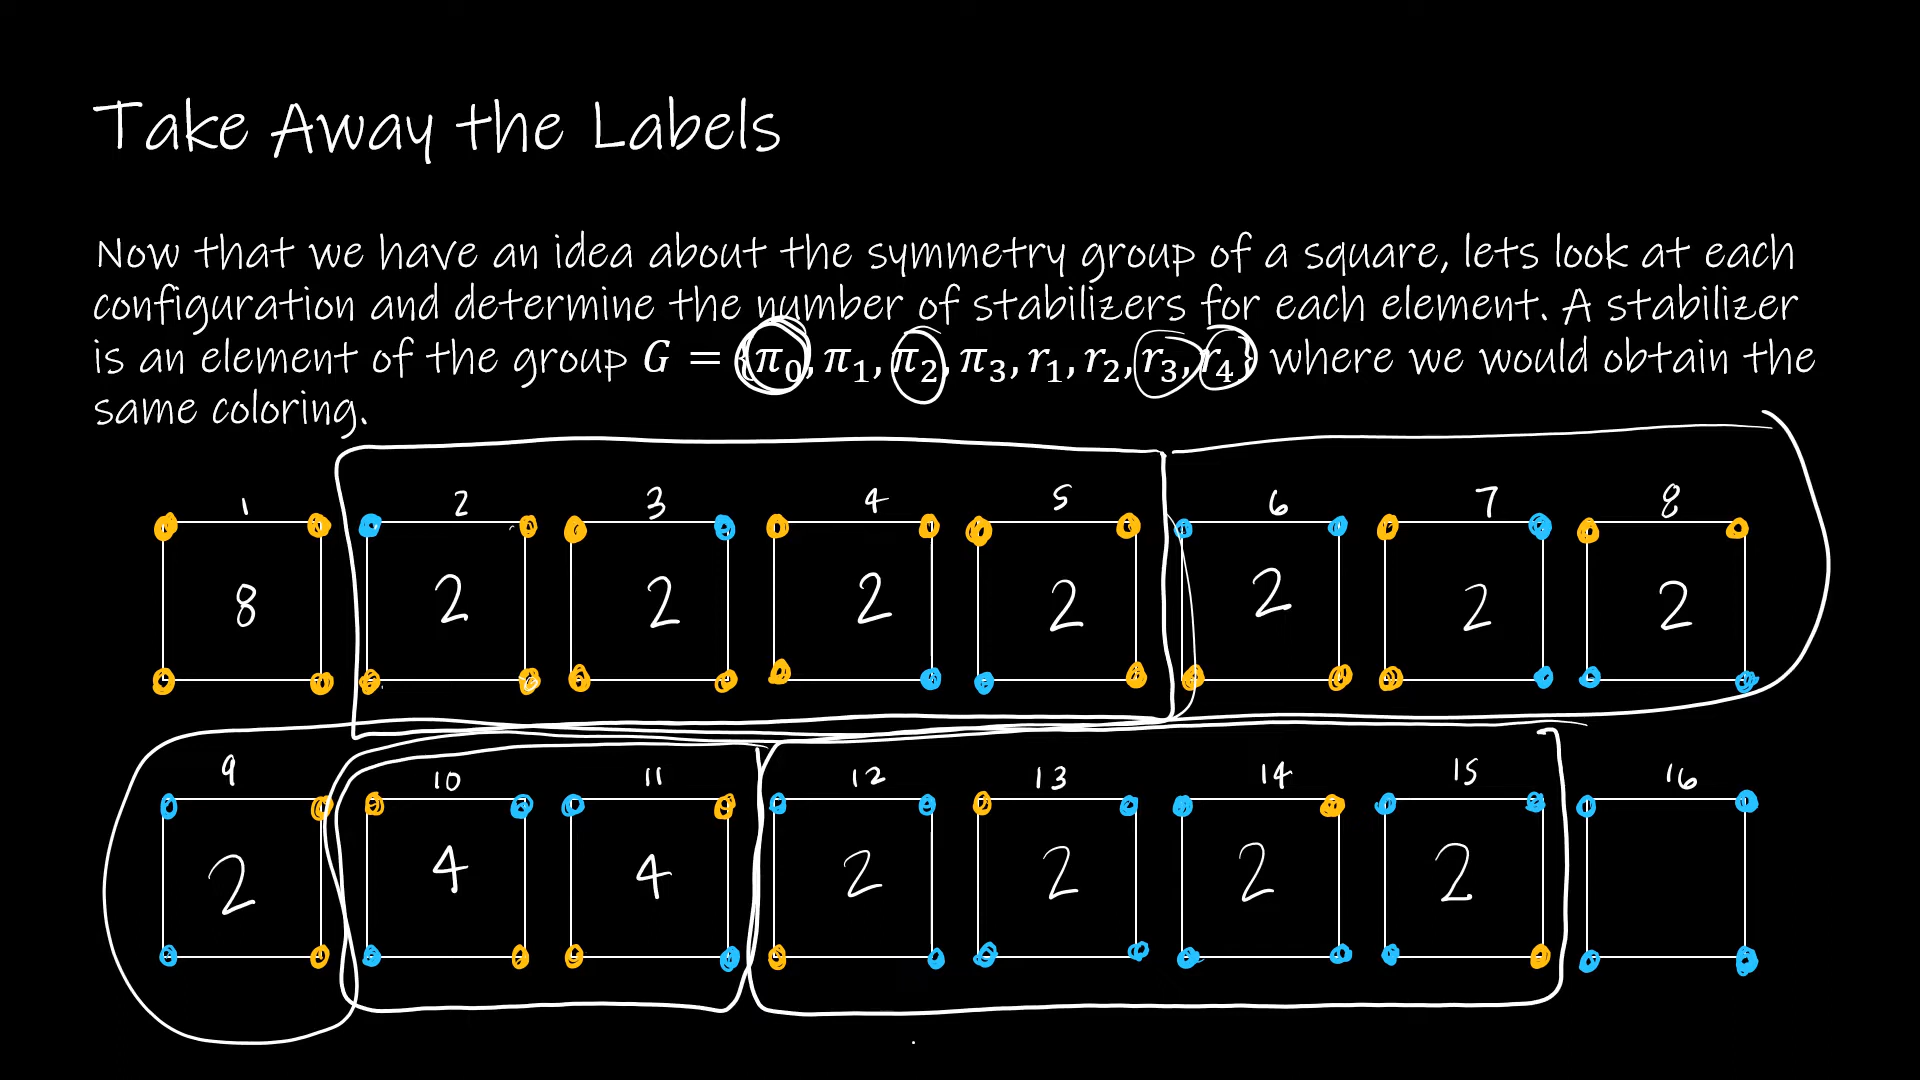 Take Away the Labels
Now that we have an idea about the symmetry group of a square, lets look at each
configuration and determine the number of stabilizers for each element. A stabilizer
is an element of the group G = {π₀, π₁, π₂, π₃, r₁, r₂, r₃, r₄} where we would obtain the
same coloring.
1 2 3 4 5 6 7 8
8 2 2 2 2 2 2 2
9 10 11 12 13 14 15 16
2 4 4 2 2 2 2